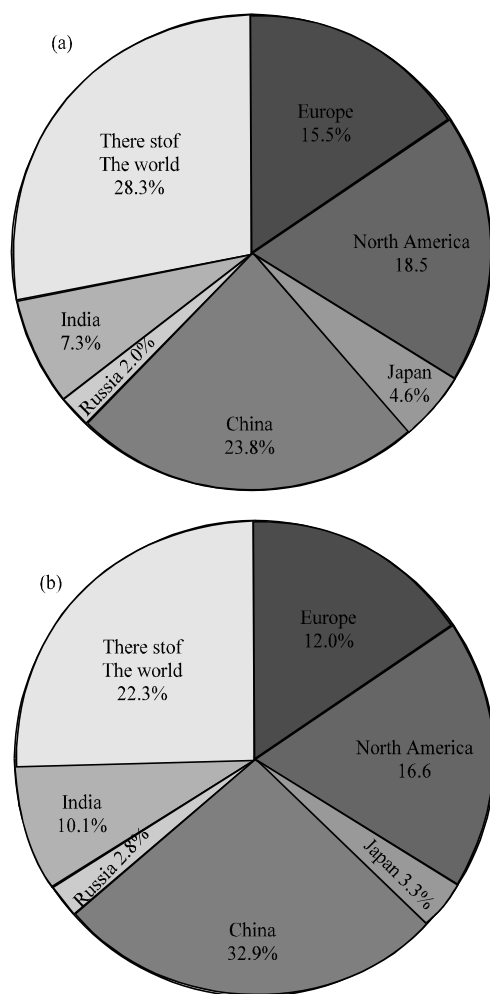 (a)
Europe
15.5%
There stof
The world
28.3%
North America
18.5
India
7.3%
Russia 2.0%
Japan
4.6%
China
23.8%
(b)
Europe
12.0%
There stof
The world
22.3%
North America
16.6
India
10.1%
Russia 2.8%
Japan 3.3%
China
32.9%